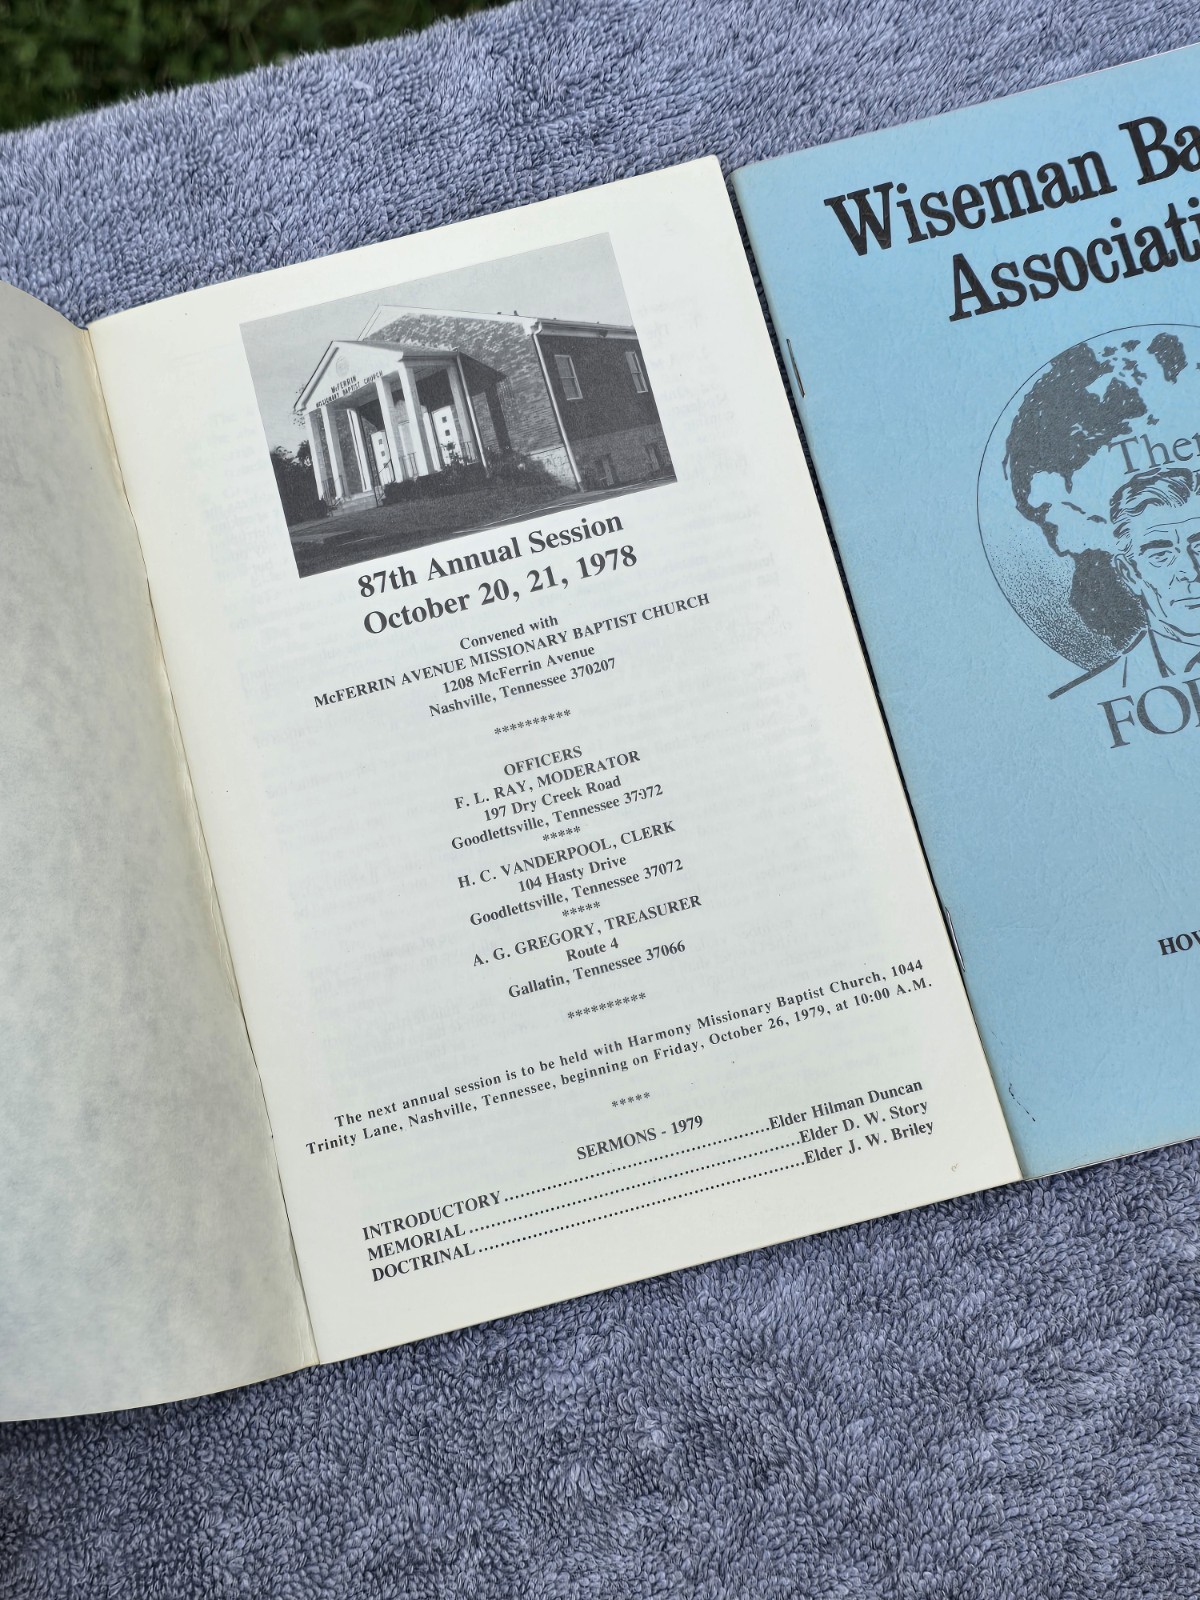 McFERRIN
MISSIONARY BAPTIST CHURCH
87th Annual Session
October 20, 21, 1978
Convened with
McFERRIN AVENUE MISSIONARY BAPTIST CHURCH
1208 McFerrin Avenue
Nashville, Tennessee 370207
**********
OFFICERS
F. L. RAY, MODERATOR
197 Dry Creek Road
Goodlettsville, Tennessee 37072
*****
H. C. VANDERPOOL, CLERK
104 Hasty Drive
Goodlettsville, Tennessee 37072
*****
A. G. GREGORY, TREASURER
Route 4
Gallatin, Tennessee 37066
**********
The next annual session is to be held with Harmony Missionary Baptist Church, 1044
Trinity Lane, Nashville, Tennessee, beginning on Friday, October 26, 1979, at 10:00 A.M.
*****
SERMONS - 1979
INTRODUCTORY ........................................ Elder Hilman Duncan
MEMORIAL ........................................ Elder D. W. Story
DOCTRINAL ........................................ Elder J. W. Briley
Wiseman Ba
Associati
Ther
FO
HOW